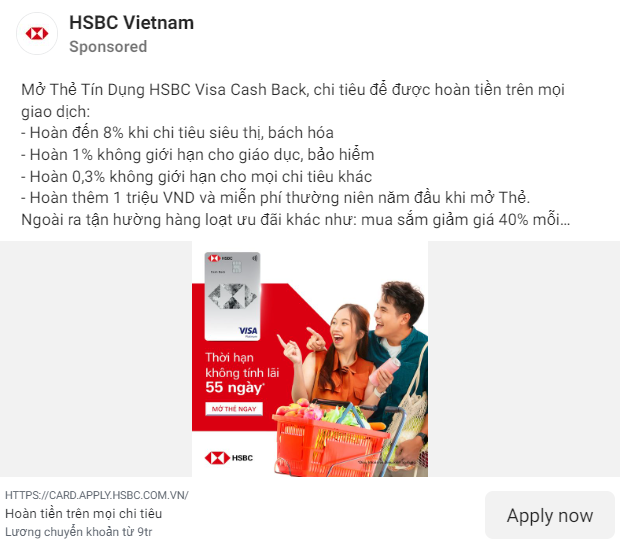 HSBC Vietnam
Sponsored
Mở Thẻ Tín Dụng HSBC Visa Cash Back, chi tiêu để được hoàn tiền trên mọi
giao dịch:
- Hoàn đến 8% khi chi tiêu siêu thị, bách hóa
- Hoàn 1% không giới hạn cho giáo dục, bảo hiểm
- Hoàn 0,3% không giới hạn cho mọi chi tiêu khác
- Hoàn thêm 1 triệu VND và miễn phí thường niên năm đầu khi mở Thẻ.
Ngoài ra tận hưởng hàng loạt ưu đãi khác như: mua sắm giảm giá 40% mỗi...
HSBC
Cash Back
VISA
Platinum
Thời hạn
không tính lãi
55 ngày*
MỞ THẺ NGAY
HSBC
HTTPS://CARD.APPLY.HSBC.COM.VN/
Hoàn tiền trên mọi chi tiêu
Lương chuyển khoản từ 9tr
Apply now